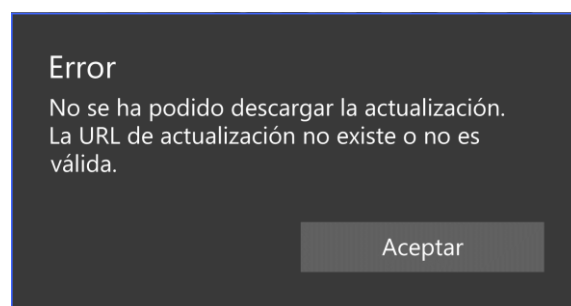 Error
No se ha podido descargar la actualización.
La URL de actualización no existe o no es
válida.
Aceptar